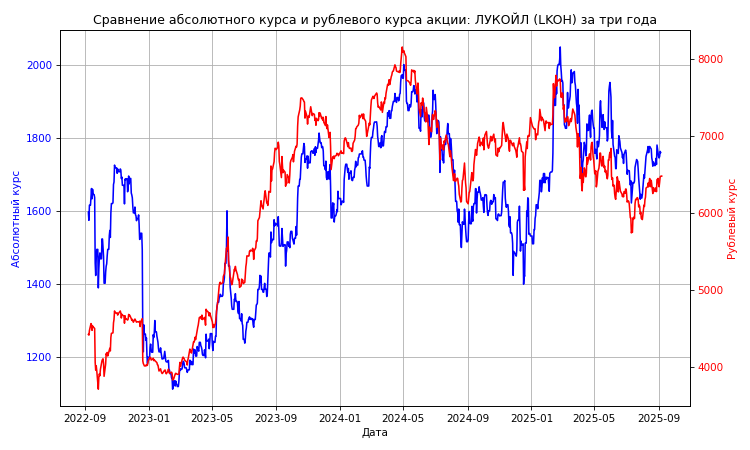 Сравнение абсолютного курса и рублевого курса акции: ЛУКОЙЛ (LKOH) за три года
Абсолютный курс
2000
1800
1600
1400
1200
8000
7000
6000
5000
4000
Рублевый курс
2022-09 2023-01 2023-05 2023-09 2024-01 2024-05 2024-09 2025-01 2025-05 2025-09
Дата